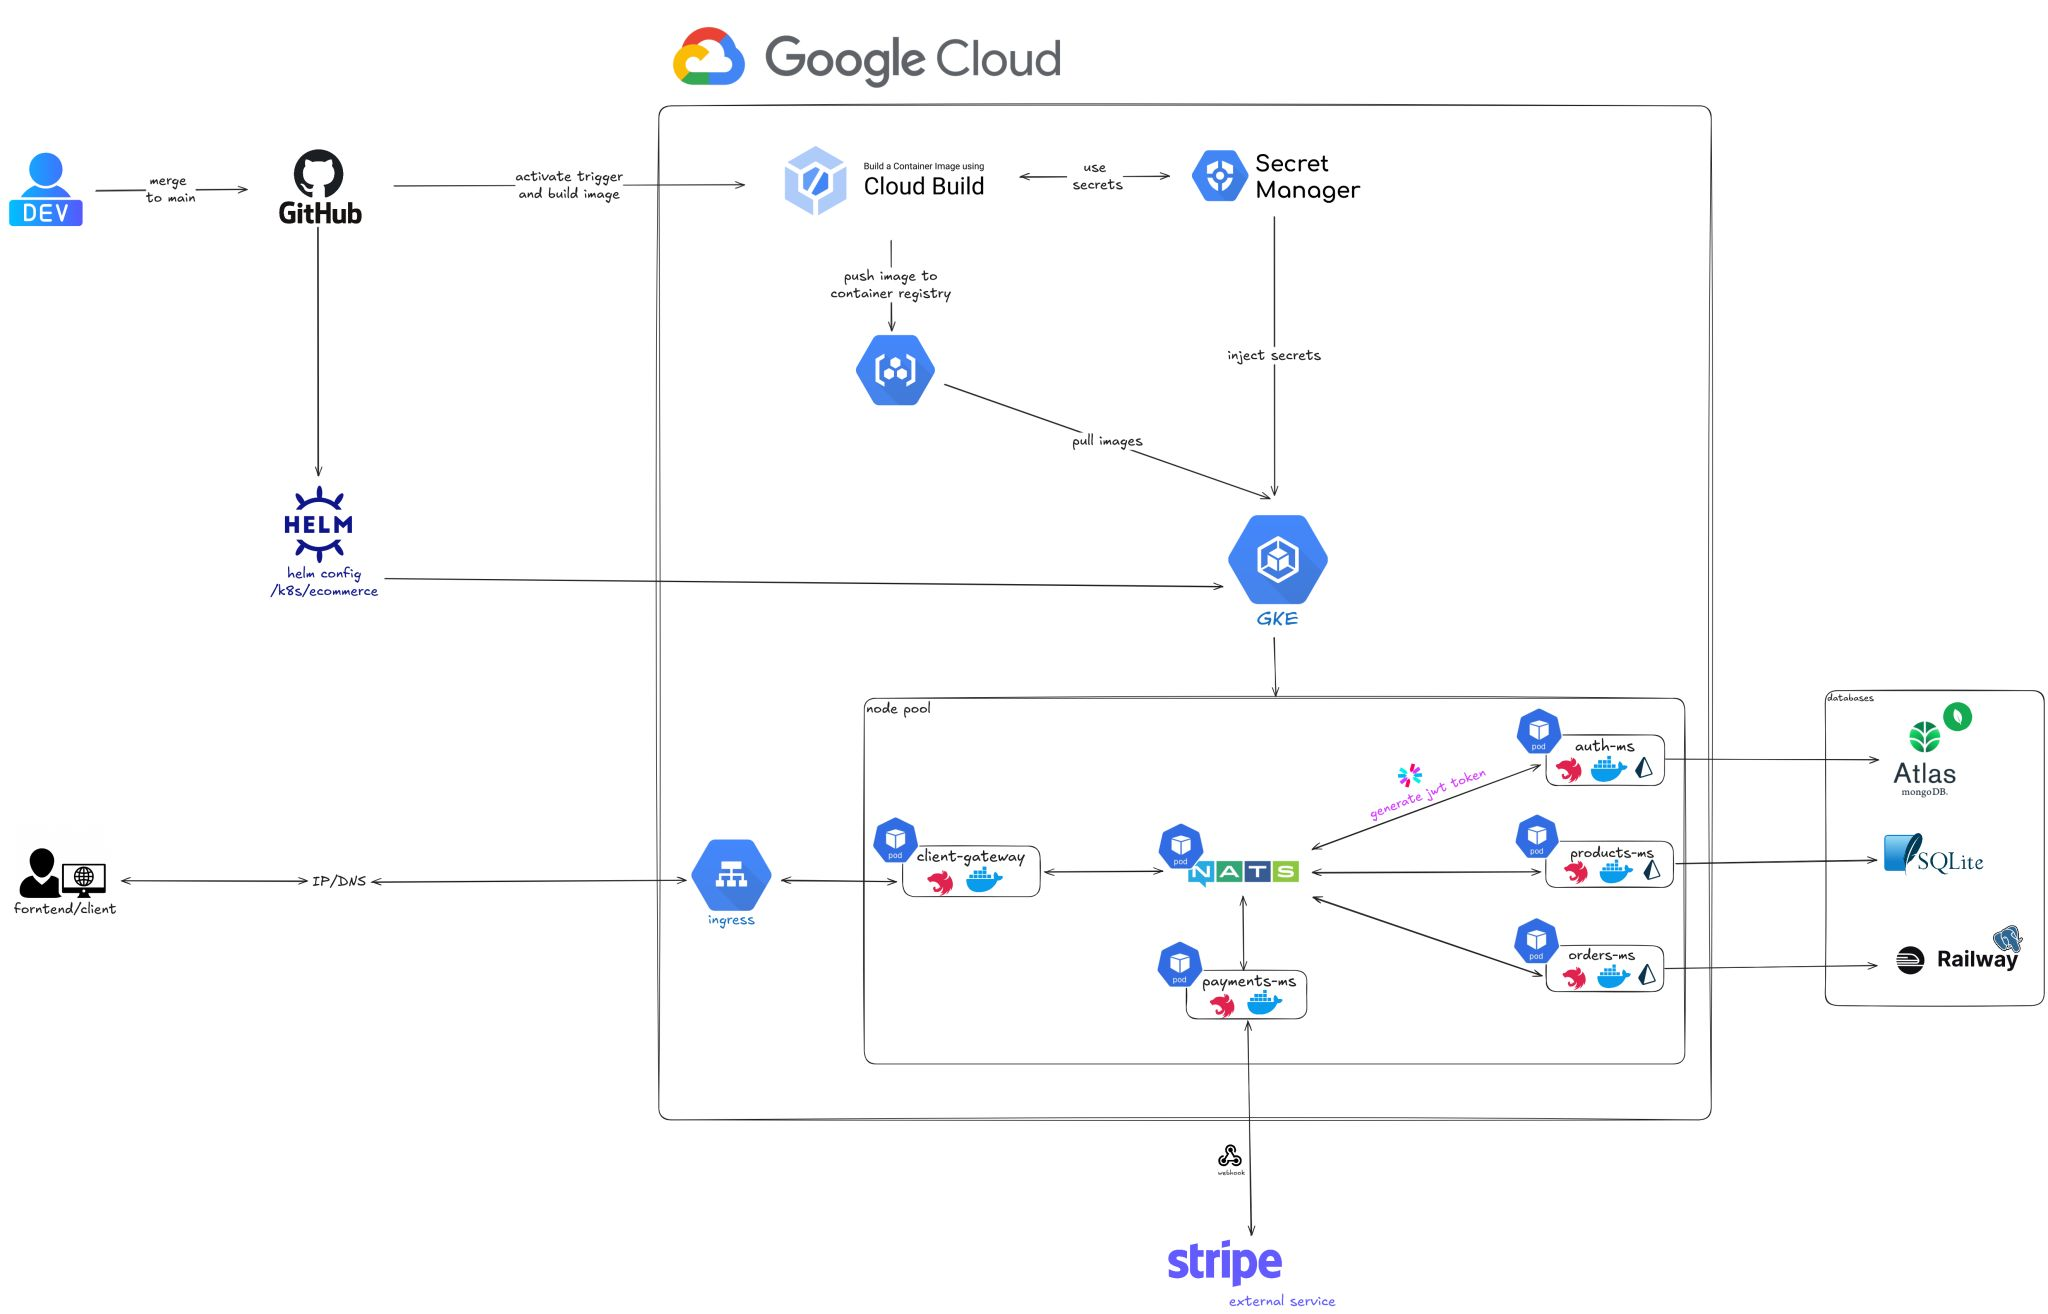 Google Cloud
merge
to main
DEV
GitHub
activate trigger
and build image
Build a Container Image using
Cloud Build
use
secrets
Secret
Manager
push image to
container registry
inject secrets
pull images
HELM
helm config
/k8s/ecommerce
GKE
node pool
databases
pod
auth-ms
generate jwt token
Atlas
mongoDB.
pod
client-gateway
pod
NATS
pod
products-ms
SQLite
forntend/client
IP/DNS
ingress
pod
payments-ms
pod
orders-ms
Railway
webhook
stripe
external service